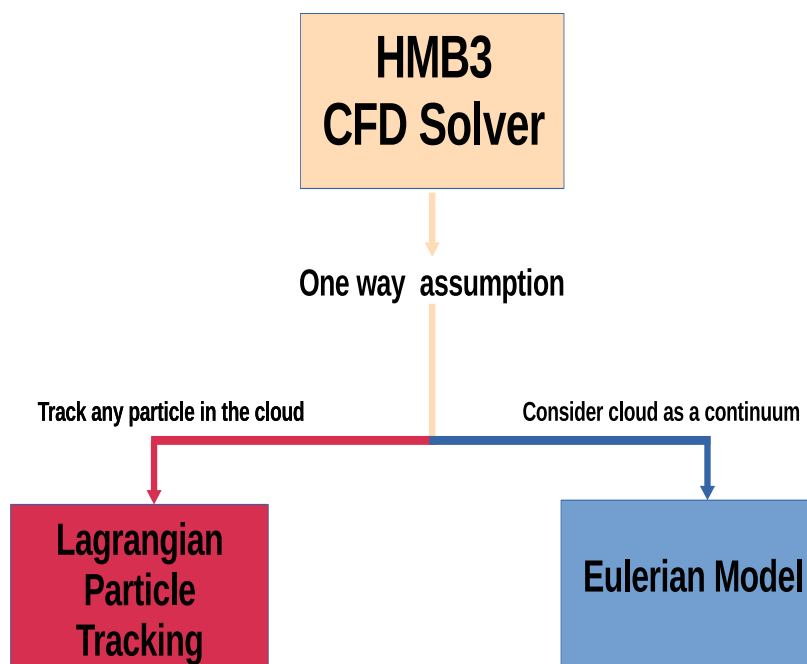 HMB3
CFD Solver
One way assumption
Track any particle in the cloud
Consider cloud as a continuum
Lagrangian
Particle
Tracking
Eulerian Model